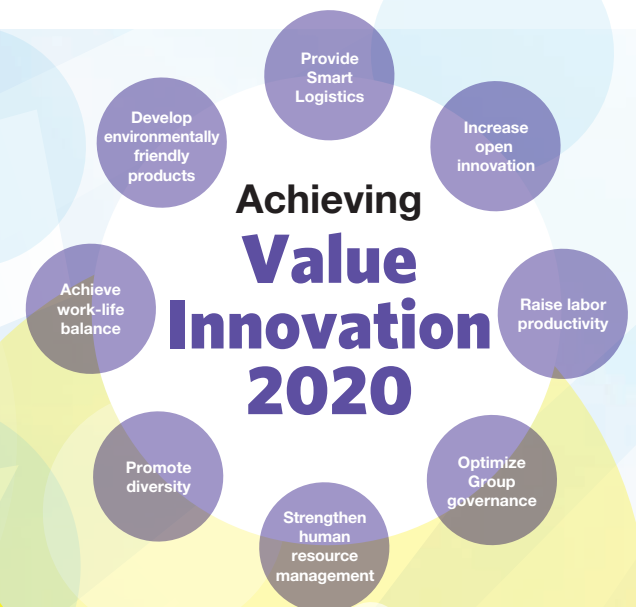 Provide
Smart
Logistics
Develop
environmentally
friendly
products
Increase
open
innovation
Achieving
Value
Innovation
2020
Achieve
work-life
balance
Raise labor
productivity
Promote
diversity
Optimize
Group
governance
Strengthen
human
resource
management